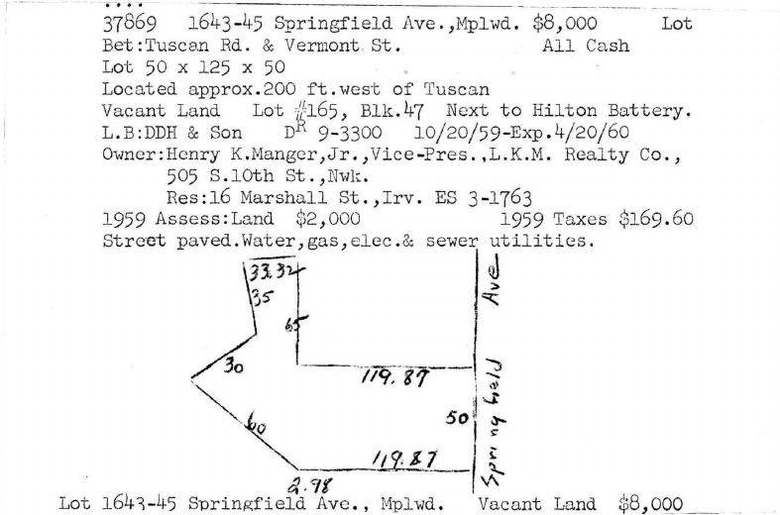 37869 1643-45 Springfield Ave.,Mplwd. $8,000 Lot
Bet:Tuscan Rd. & Vermont St. All Cash
Lot 50 x 125 x 50
Located approx.200 ft.west of Tuscan
Vacant Land Lot #165, Blk.47 Next to Hilton Battery.
L.B:DDH & Son DR 9-3300 10/20/59-Exp.4/20/60
Owner:Henry K.Manger,Jr.,Vice-Pres.,L.K.M. Realty Co.,
505 S.10th St.,Nwk.
Res:16 Marshall St.,Irv. ES 3-1763
1959 Assess:Land $2,000 1959 Taxes $169.60
Street paved.Water,gas,elec.& sewer utilities.
33.32
35
65
30
119.87
50
60
119.87
2.98
Springfield Ave
Lot 1643-45 Springfield Ave., Mplwd. Vacant Land $8,000